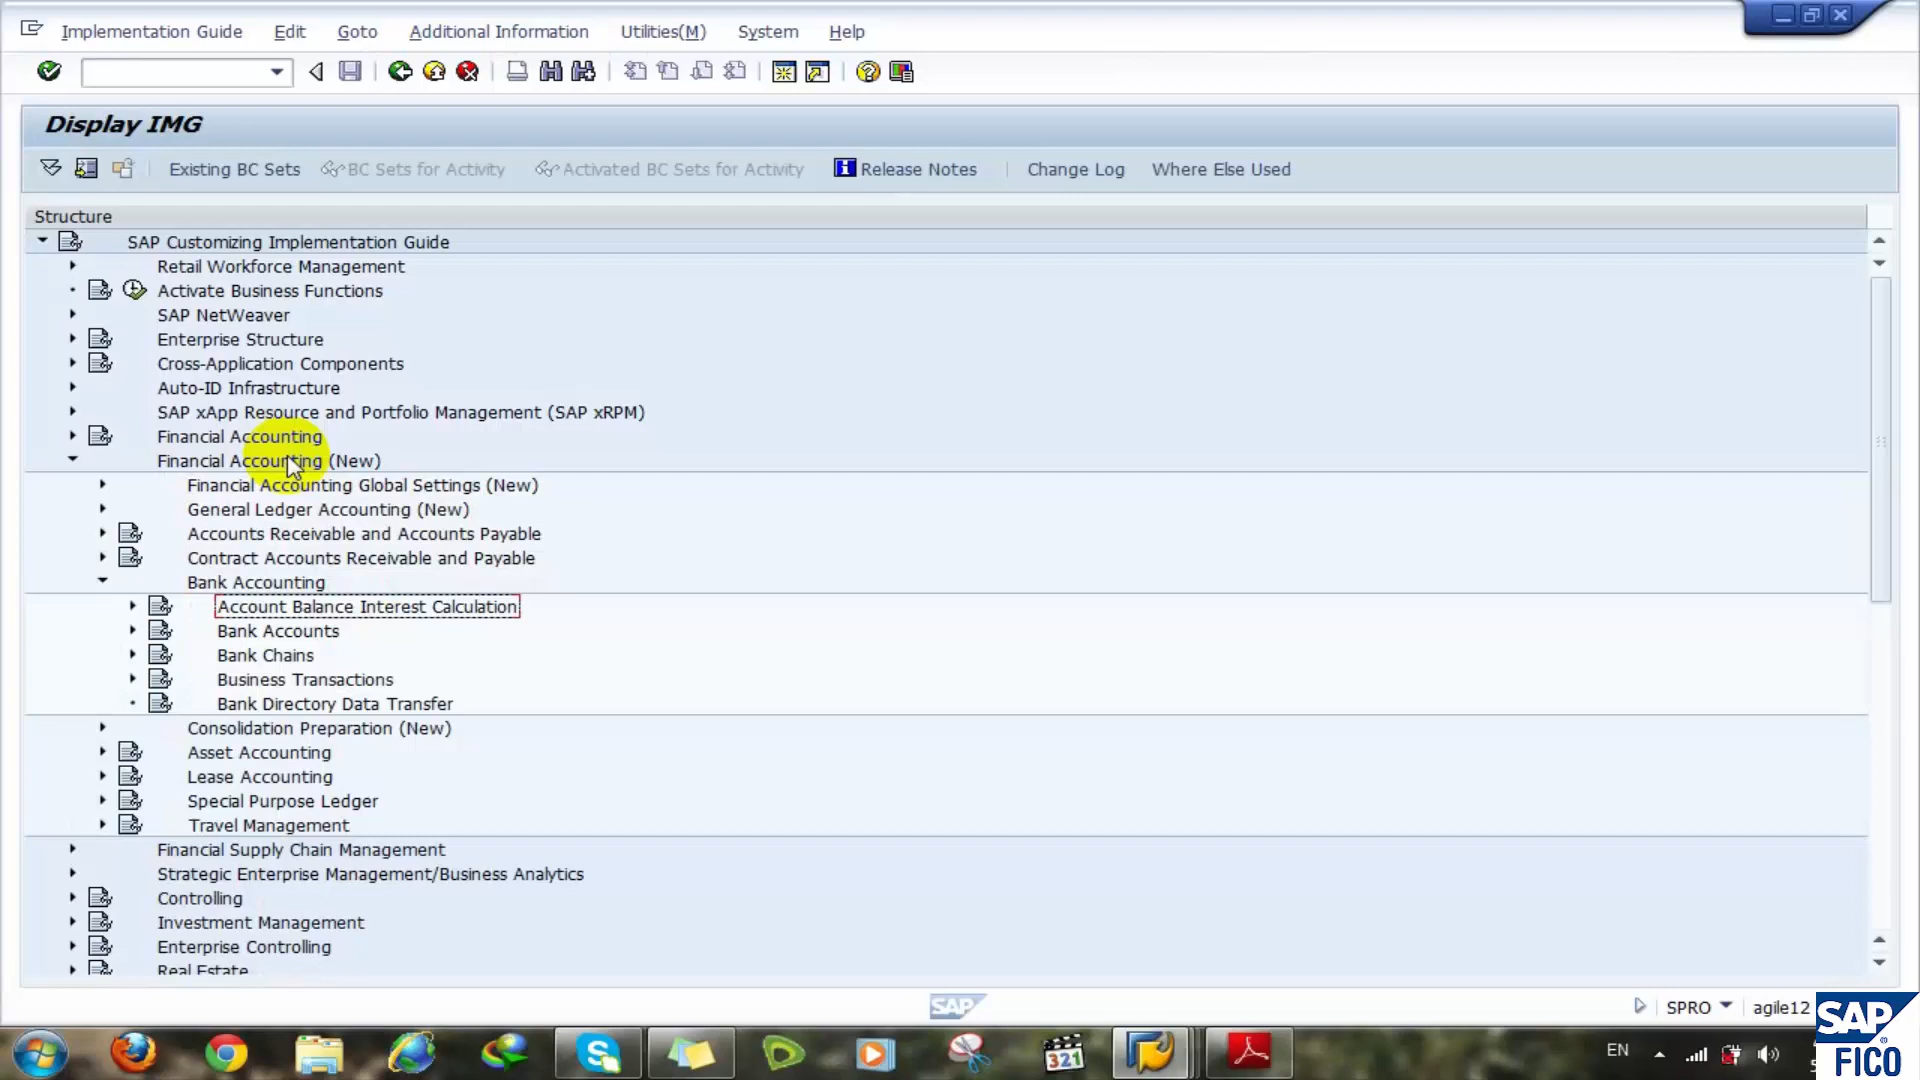 Implementation Guide Edit Goto Additional Information Utilities(M) System Help
Display IMG
Existing BC Sets BC Sets for Activity Activated BC Sets for Activity Release Notes Change Log Where Else Used
Structure
SAP Customizing Implementation Guide
Retail Workforce Management
Activate Business Functions
SAP NetWeaver
Enterprise Structure
Cross-Application Components
Auto-ID Infrastructure
SAP xApp Resource and Portfolio Management (SAP xRPM)
Financial Accounting
Financial Accounting (New)
Financial Accounting Global Settings (New)
General Ledger Accounting (New)
Accounts Receivable and Accounts Payable
Contract Accounts Receivable and Payable
Bank Accounting
Account Balance Interest Calculation
Bank Accounts
Bank Chains
Business Transactions
Bank Directory Data Transfer
Consolidation Preparation (New)
Asset Accounting
Lease Accounting
Special Purpose Ledger
Travel Management
Financial Supply Chain Management
Strategic Enterprise Management/Business Analytics
Controlling
Investment Management
Enterprise Controlling
Real Estate
SAP SPRO agile12
SAP
FICO
321 EN